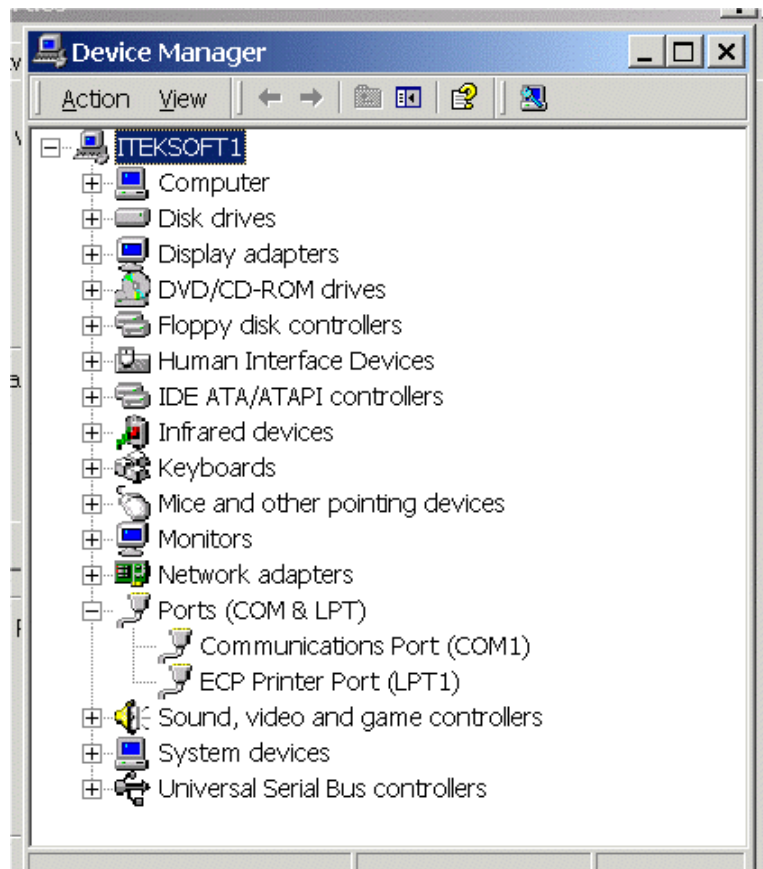 Device Manager
Action View
ITEKSOFT1
Computer
Disk drives
Display adapters
DVD/CD-ROM drives
Floppy disk controllers
Human Interface Devices
IDE ATA/ATAPI controllers
Infrared devices
Keyboards
Mice and other pointing devices
Monitors
Network adapters
Ports (COM & LPT)
Communications Port (COM1)
ECP Printer Port (LPT1)
Sound, video and game controllers
System devices
Universal Serial Bus controllers